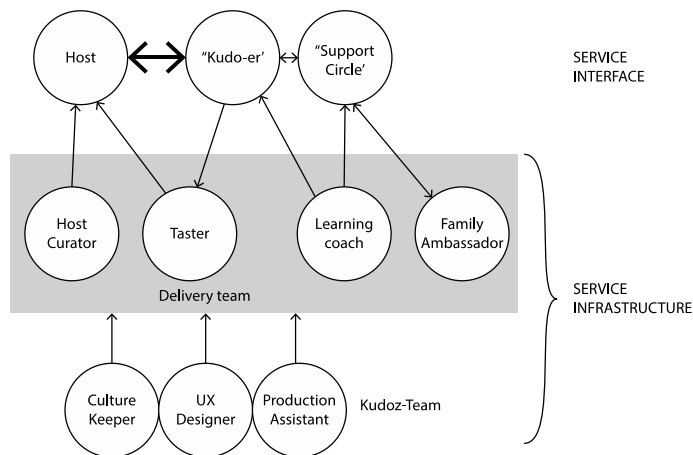 Host
"Kudo-er'
"Support
Circle'
SERVICE
INTERFACE
Host
Curator
Taster
Learning
coach
Family
Ambassador
Delivery team
SERVICE
INFRASTRUCTURE
Culture
Keeper
UX
Designer
Production
Assistant
Kudoz-Team